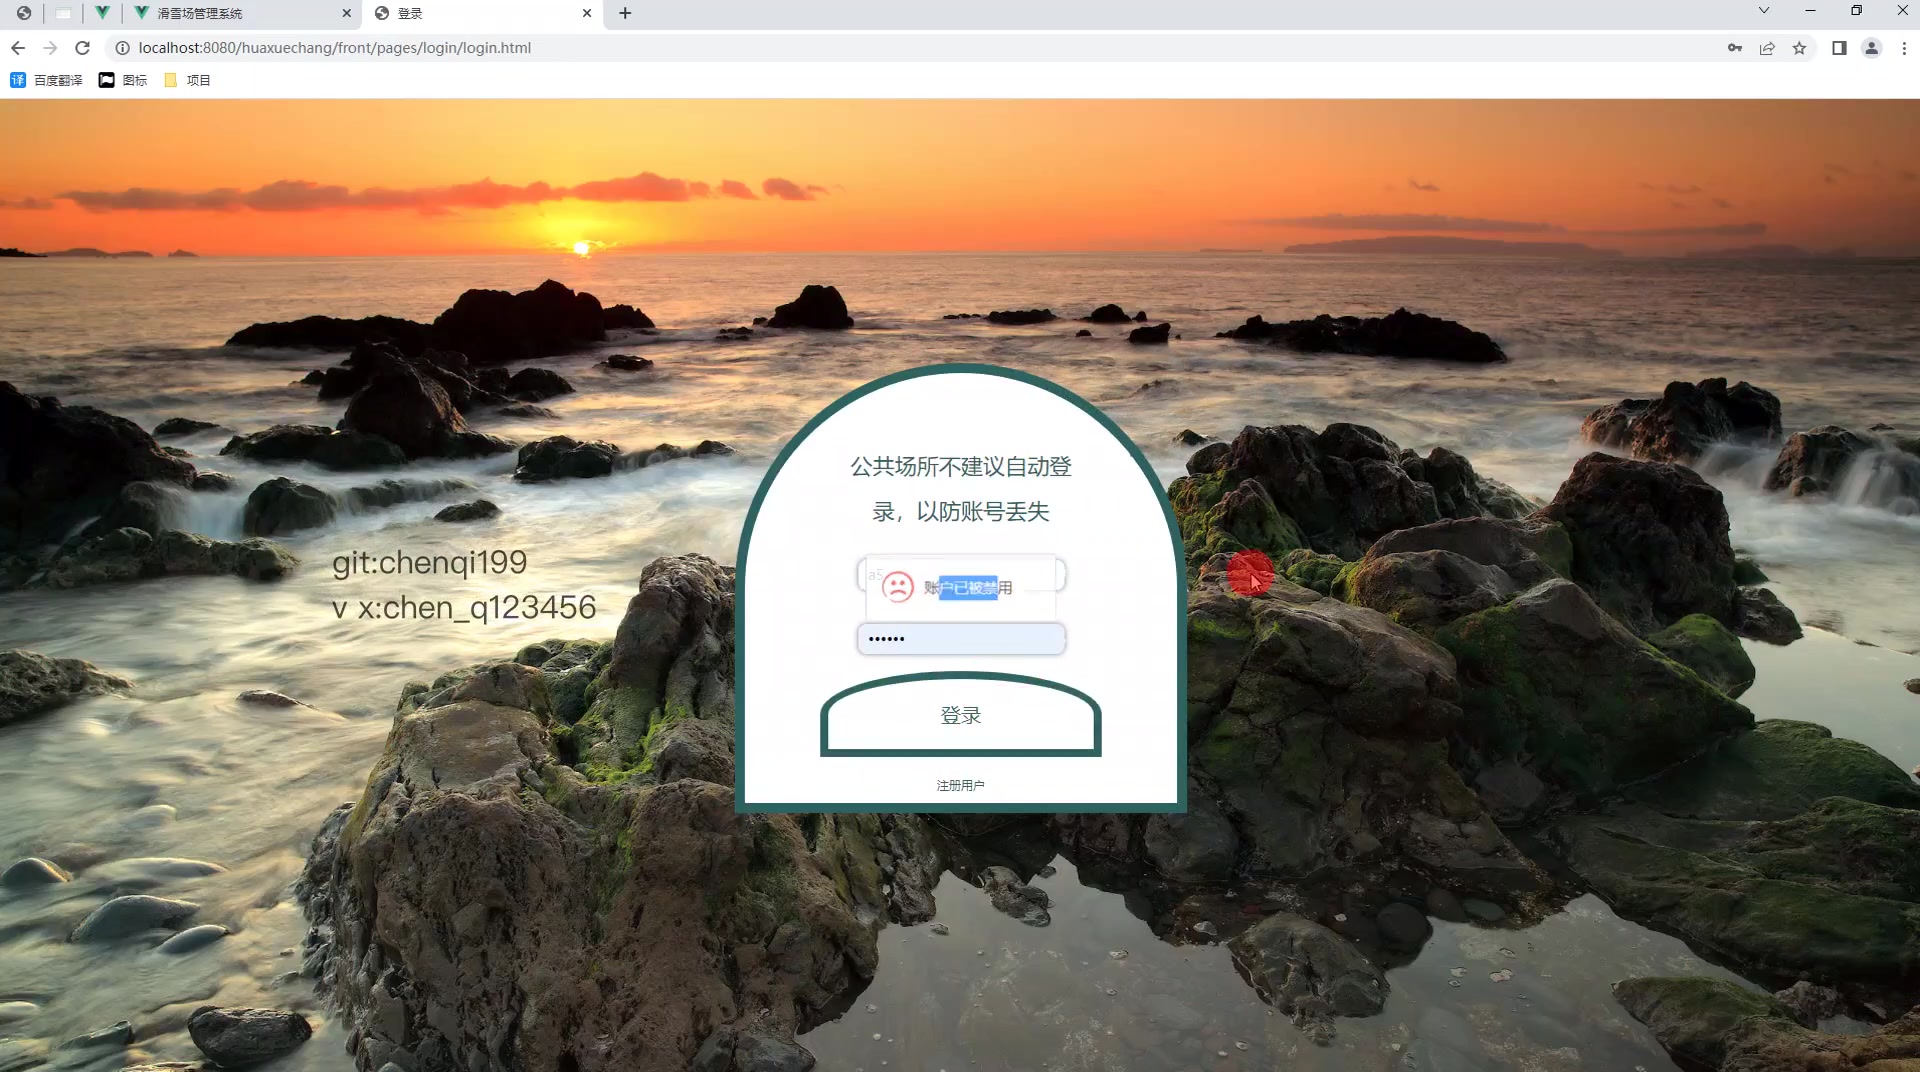 滑雪场管理系统
登录
localhost:8080/huaxuechang/front/pages/login/login.html
译 百度翻译 图标 项目
公共场所不建议自动登
录，以防账号丢失
git:chenqi199
v x:chen_q123456
a5
账户已被禁用
••••••
登录
注册用户